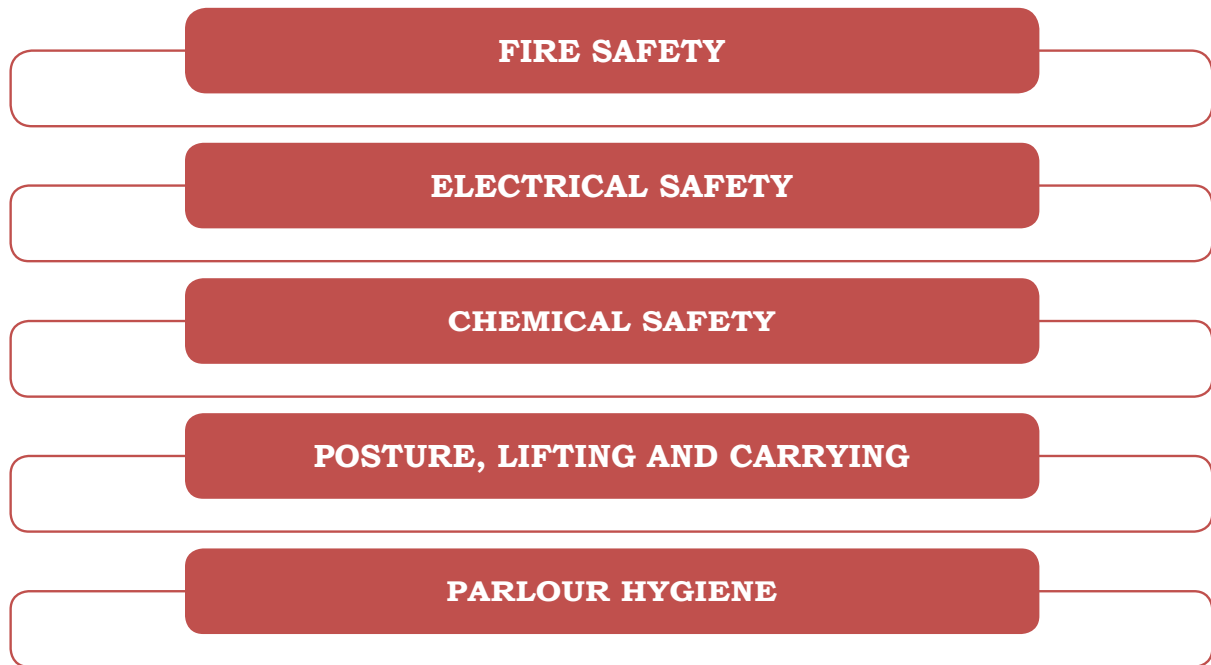 FIRE SAFETY
ELECTRICAL SAFETY
CHEMICAL SAFETY
POSTURE, LIFTING AND CARRYING
PARLOUR HYGIENE